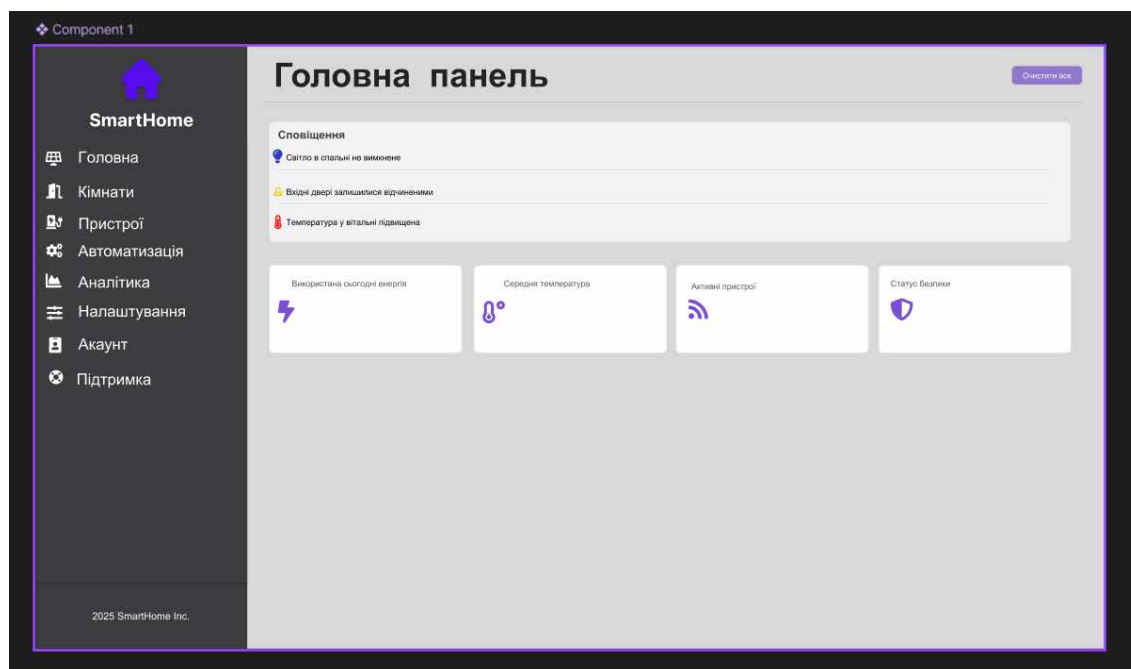 Component 1
SmartHome
Головна
Кімнати
Пристрої
Автоматизація
Аналітика
Налаштування
Акаунт
Підтримка
2025 SmartHome Inc.
Головна панель
Очистити все
Сповіщення
Світло в спальні не вимкнене
Вхідні двері залишилися відчиненими
Температура у вітальні підвищена
Використана сьогодні енергія
Середня температура
Активні пристрої
Статус безпеки